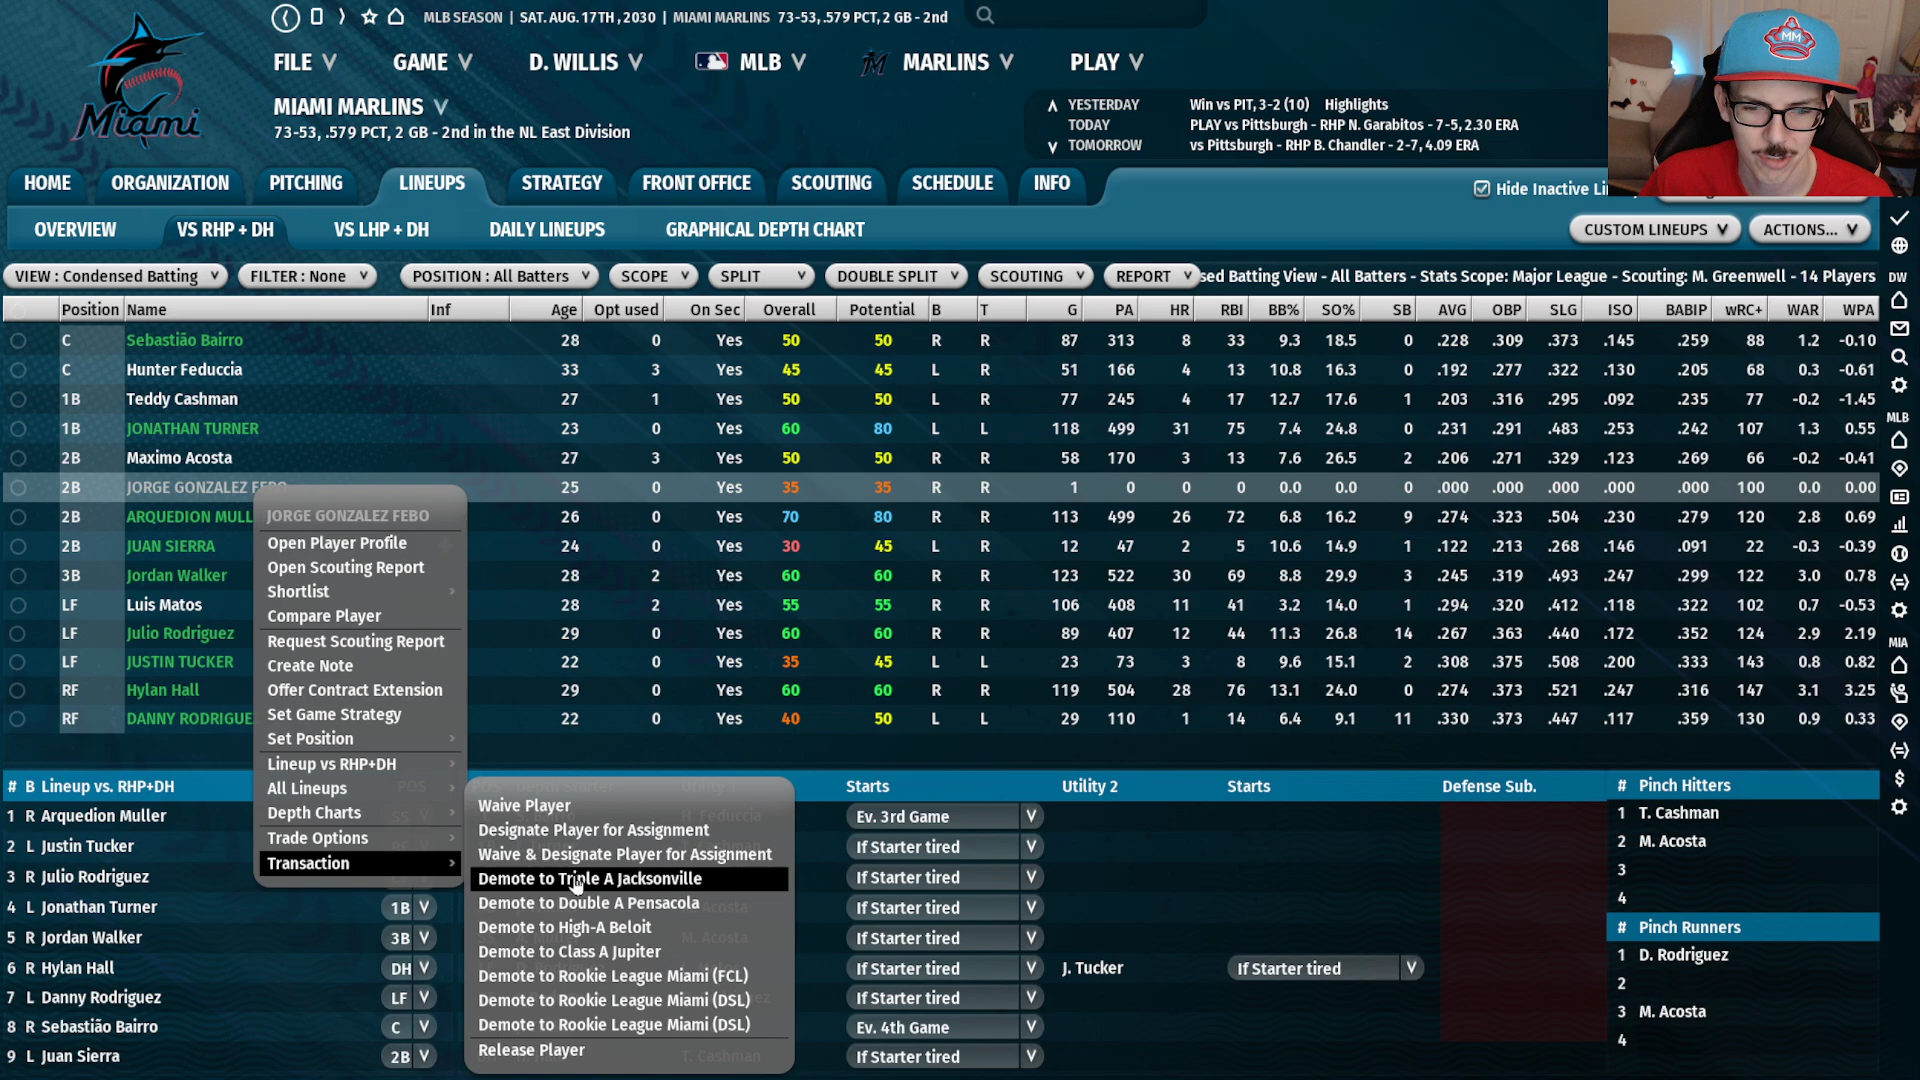 MLB SEASON | SAT. AUG. 17TH , 2030 | MIAMI MARLINS 73-53, .579 PCT, 2 GB - 2nd
FILE GAME D. WILLIS MLB MARLINS PLAY
Miami
MM
MIAMI MARLINS
73-53, .579 PCT, 2 GB - 2nd in the NL East Division
YESTERDAY Win vs PIT, 3-2 (10) Highlights
TODAY PLAY vs Pittsburgh - RHP N. Garabitos - 7-5, 2.30 ERA
TOMORROW vs Pittsburgh - RHP B. Chandler - 2-7, 4.09 ERA
HOME ORGANIZATION PITCHING LINEUPS STRATEGY FRONT OFFICE SCOUTING SCHEDULE INFO Hide Inactive Li
OVERVIEW VS RHP + DH VS LHP + DH DAILY LINEUPS GRAPHICAL DEPTH CHART CUSTOM LINEUPS ACTIONS...
VIEW : Condensed Batting FILTER : None POSITION : All Batters SCOPE SPLIT DOUBLE SPLIT SCOUTING REPORT sed Batting View - All Batters - Stats Scope: Major League - Scouting: M. Greenwell - 14 Players
Position Name Inf Age Opt used On Sec Overall Potential B T G PA HR RBI BB% SO% SB AVG OBP SLG ISO BABIP wRC+ WAR WPA
C Sebastião Bairro 28 0 Yes 50 50 R R 87 313 8 33 9.3 18.5 0 .228 .309 .373 .145 .259 88 1.2 -0.10
C Hunter Feduccia 33 3 Yes 45 45 L R 51 166 4 13 10.8 16.3 0 .192 .277 .322 .130 .205 68 0.3 -0.61
1B Teddy Cashman 27 1 Yes 50 50 L R 77 245 4 17 12.7 17.6 1 .203 .316 .295 .092 .235 77 -0.2 -1.45
1B JONATHAN TURNER 23 0 Yes 60 80 L L 118 499 31 75 7.4 24.8 0 .231 .291 .483 .253 .242 107 1.3 0.55
2B Maximo Acosta 27 3 Yes 50 50 R R 58 170 3 13 7.6 26.5 2 .206 .271 .329 .123 .269 66 -0.2 -0.41
2B JORGE GONZALEZ FEBO 25 0 Yes 35 35 R R 1 0 0 0 0.0 0.0 0 .000 .000 .000 .000 .000 100 0.0 0.00
2B ARQUEDION MULL 26 0 Yes 70 80 R R 113 499 26 72 6.8 16.2 9 .274 .323 .504 .230 .279 120 2.8 0.69
2B JUAN SIERRA 24 0 Yes 30 45 L R 12 47 2 5 10.6 14.9 1 .122 .213 .268 .146 .091 22 -0.3 -0.39
3B Jordan Walker 28 2 Yes 60 60 R R 123 522 30 69 8.8 29.9 3 .245 .319 .493 .247 .299 122 3.0 0.78
LF Luis Matos 28 2 Yes 55 55 R R 106 408 11 41 3.2 14.0 1 .294 .320 .412 .118 .322 102 0.7 -0.53
LF Julio Rodriguez 29 0 Yes 60 60 R R 89 407 12 44 11.3 26.8 14 .267 .363 .440 .172 .352 124 2.9 2.19
LF JUSTIN TUCKER 22 0 Yes 35 45 L L 23 73 3 8 9.6 15.1 2 .308 .375 .508 .200 .333 143 0.8 0.82
RF Hylan Hall 29 0 Yes 60 60 R R 119 504 28 76 13.1 24.0 0 .274 .373 .521 .247 .316 147 3.1 3.25
RF DANNY RODRIGUE 22 0 Yes 40 50 L L 29 110 1 14 6.4 9.1 11 .330 .373 .447 .117 .359 130 0.9 0.33
JORGE GONZALEZ FEBO
Open Player Profile
Open Scouting Report
Shortlist
Compare Player
Request Scouting Report
Create Note
Offer Contract Extension
Set Game Strategy
Set Position
Lineup vs RHP+DH
All Lineups
Depth Charts
Trade Options
Transaction
Waive Player
Designate Player for Assignment
Waive & Designate Player for Assignment
Demote to Triple A Jacksonville
Demote to Double A Pensacola
Demote to High-A Beloit
Demote to Class A Jupiter
Demote to Rookie League Miami (FCL)
Demote to Rookie League Miami (DSL)
Demote to Rookie League Miami (DSL)
Release Player
# B Lineup vs. RHP+DH Starts Utility 2 Starts Defense Sub. # Pinch Hitters
1 R Arquedion Muller Ev. 3rd Game 1 T. Cashman
2 L Justin Tucker If Starter tired 2 M. Acosta
3 R Julio Rodriguez If Starter tired 3
4
4 L Jonathan Turner 1B If Starter tired
# Pinch Runners
5 R Jordan Walker 3B If Starter tired
1 D. Rodriguez
6 R Hylan Hall DH If Starter tired J. Tucker If Starter tired
2
7 L Danny Rodriguez LF If Starter tired
3 M. Acosta
8 R Sebastião Bairro C Ev. 4th Game
4
9 L Juan Sierra 2B If Starter tired
DW
MLB
MIA